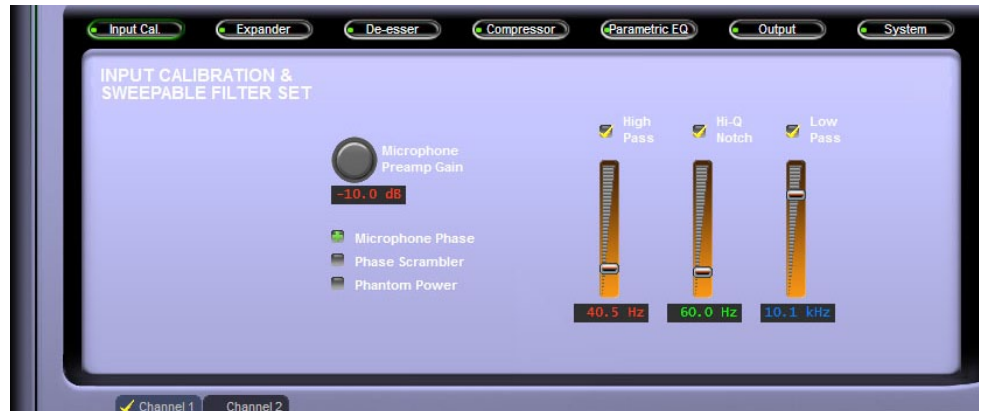 Input Cal.
Expander
De-esser
Compressor
Parametric EQ
Output
System
INPUT CALIBRATION &
SWEEPABLE FILTER SET
Microphone
Preamp Gain
-10.0 dB
Microphone Phase
Phase Scrambler
Phantom Power
High
Pass
Hi-Q
Notch
Low
Pass
40.5 Hz
60.0 Hz
10.1 kHz
Channel 1
Channel 2